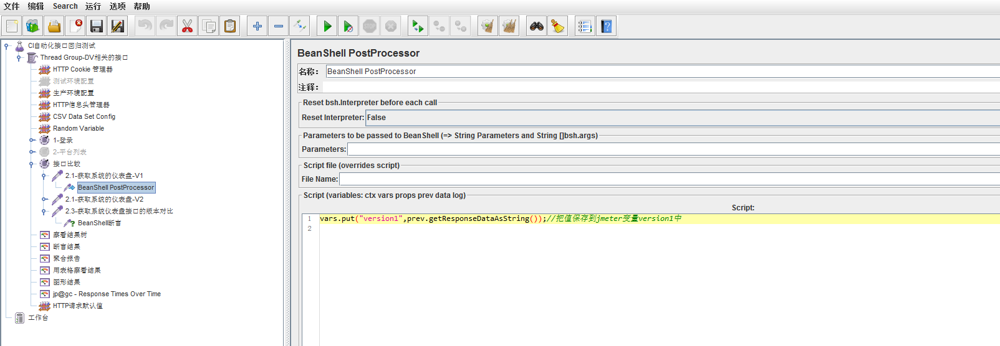 文件 编辑 Search 运行 选项 帮助
STOP
CI自动化接口回归测试
Thread Group-DV相关的接口
HTTP Cookie 管理器
测试环境配置
生产环境配置
HTTP信息头管理器
CSV Data Set Config
Random Variable
1-登录
2-平台列表
接口比较
2.1-获取系统的仪表盘-V1
BeanShell PostProcessor
2.1-获取系统的仪表盘-V2
2.3-获取系统仪表盘接口的版本对比
BeanShell断言
察看结果树
断言结果
聚合报告
用表格察看结果
图形结果
jp@gc - Response Times Over Time
HTTP请求默认值
工作台
BeanShell PostProcessor
名称： BeanShell PostProcessor
注释：
Reset bsh.Interpreter before each call
Reset Interpreter: False
Parameters to be passed to BeanShell (=> String Parameters and String []bsh.args)
Parameters:
Script file (overrides script)
File Name:
Script (variables: ctx vars props prev data log)
Script:
1 vars.put("version1",prev.getResponseDataAsString());//把值保存到jmeter变量version1中
2